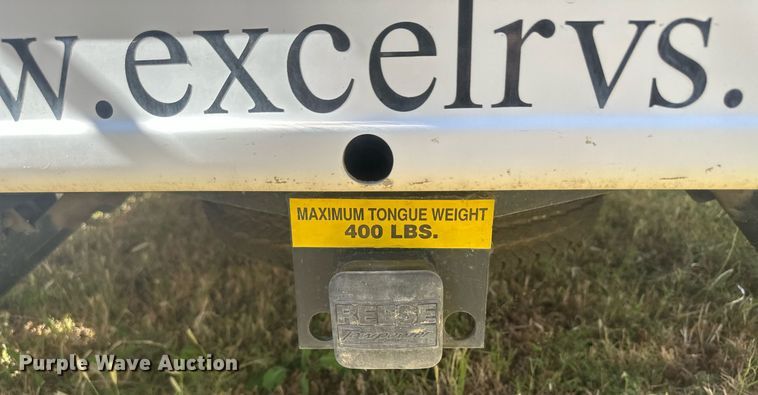 w.excelrvs.
MAXIMUM TONGUE WEIGHT
400 LBS.
REESE
Purple Wave Auction